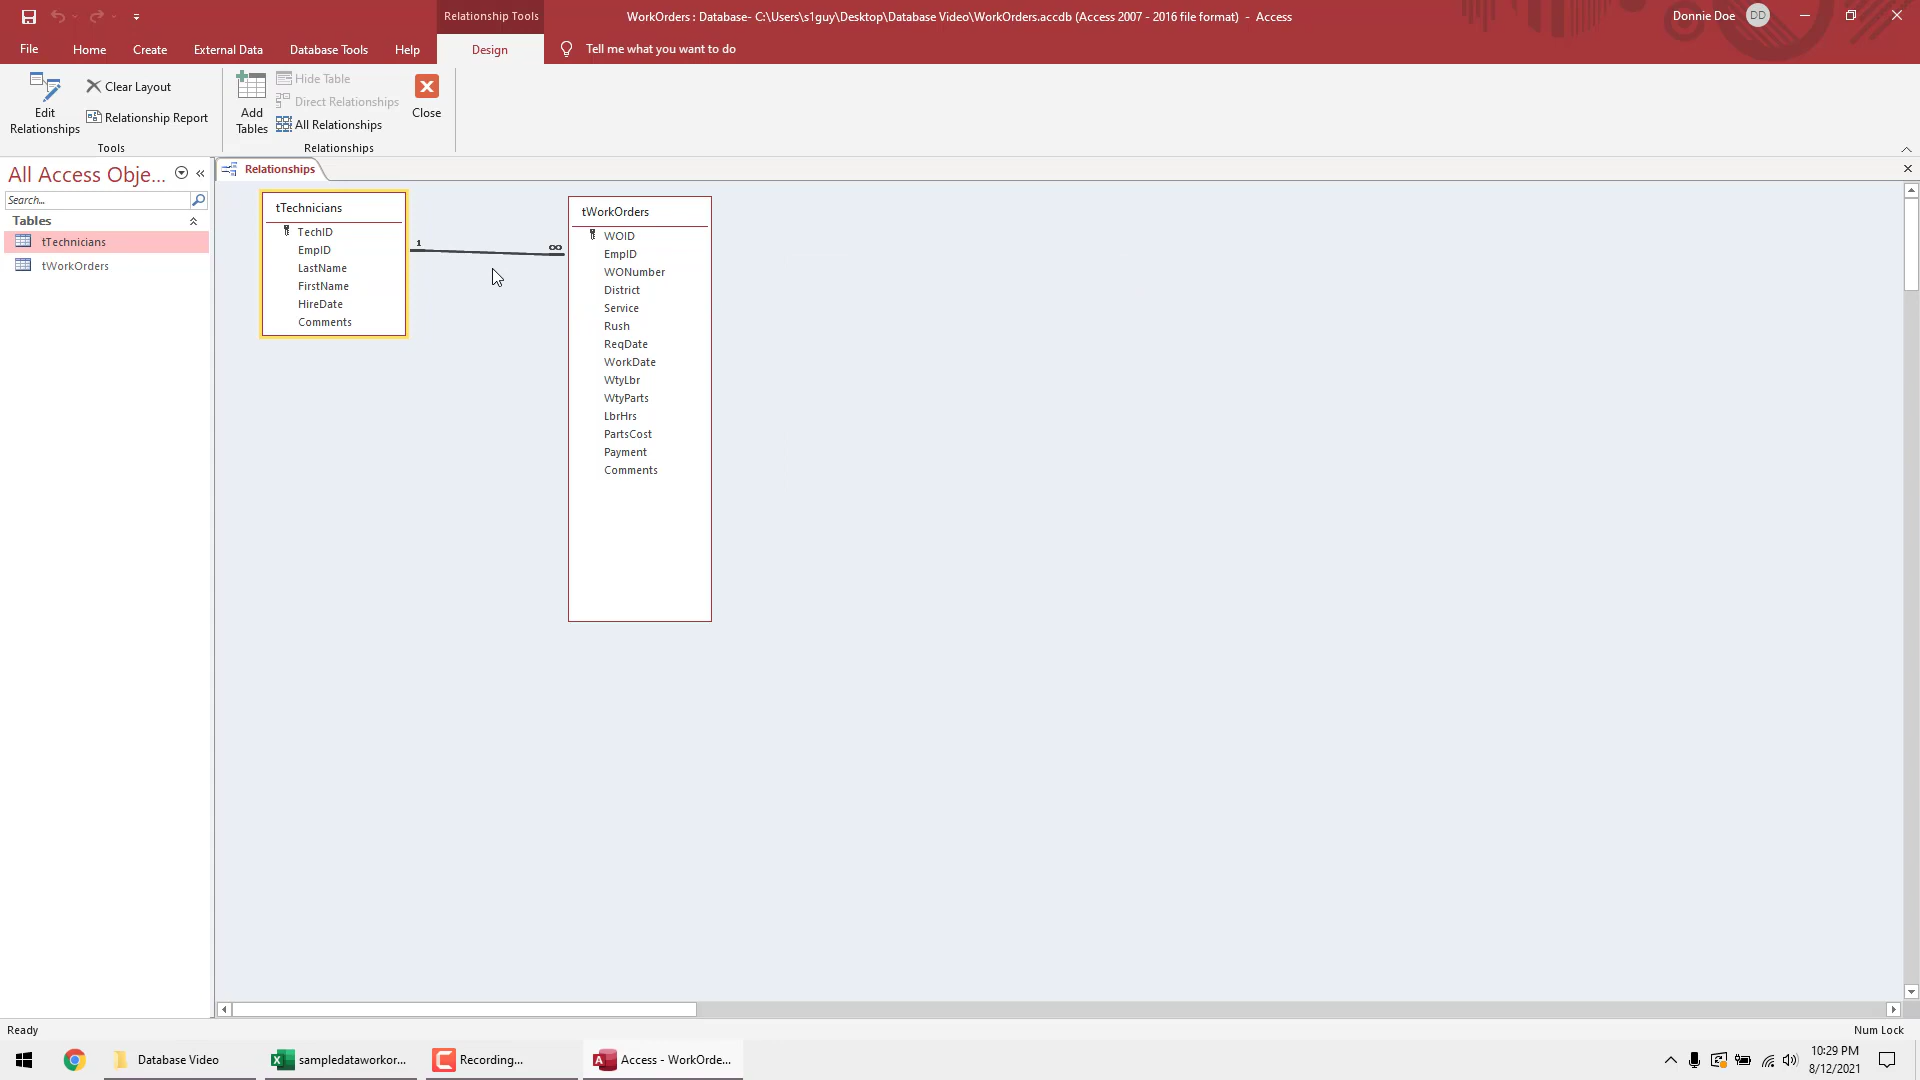 Relationship Tools
WorkOrders : Database- C:\Users\s1guy\Desktop\Database Video\WorkOrders.accdb (Access 2007 - 2016 file format)  -  Access
Donnie Doe
DD
File
Home
Create
External Data
Database Tools
Help
Design
Tell me what you want to do
Edit
Relationships
Clear Layout
Relationship Report
Tools
Add
Tables
Hide Table
Direct Relationships
All Relationships
Relationships
Close
All Access Obje...
Search...
Tables
tTechnicians
tWorkOrders
Relationships
tTechnicians
TechID
EmpID
LastName
FirstName
HireDate
Comments
1
∞
tWorkOrders
WOID
EmpID
WONumber
District
Service
Rush
ReqDate
WorkDate
WtyLbr
WtyParts
LbrHrs
PartsCost
Payment
Comments
Ready
Num Lock
Database Video
sampledataworkor...
Recording...
Access - WorkOrde...
10:29 PM
8/12/2021